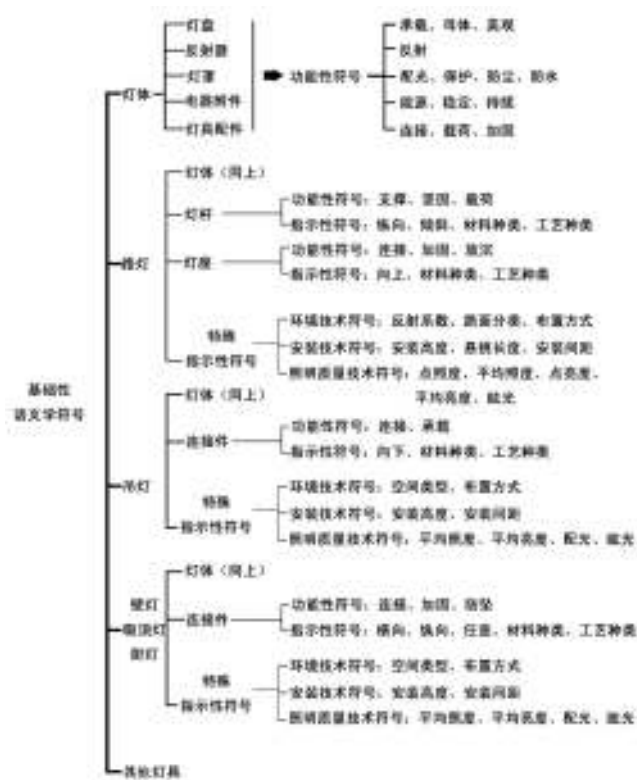 灯盘
承载、母体、美观
反射器
反射
灯体
灯罩
功能性符号
配光、保护、防尘、防水
电器附件
能源、稳定、持续
灯具配件
连接、载荷、加固
灯体（同上）
灯杆
功能性符号：支撑、坚固、载荷
指示性符号：纵向、倾斜、材料种类、工艺种类
路灯
灯座
功能性符号：连接、加固、放沉
指示性符号：向上、材料种类、工艺种类
特殊
指示性符号
环境技术符号：反射系数、路面分类、布置方式
安装技术符号：安装高度、悬挑长度、安装间距
照明质量技术符号：点照度、平均照度、点亮度、
平均亮度、眩光
基础性
语义学符号
灯体（同上）
连接件
功能性符号：连接、承载
指示性符号：向下、材料种类、工艺种类
吊灯
特殊
指示性符号
环境技术符号：空间类型、布置方式
安装技术符号：安装高度、安装间距
照明质量技术符号：平均照度、平均亮度、配光、眩光
灯体（同上）
壁灯
吸顶灯
射灯
连接件
功能性符号：连接、加固、防坠
指示性符号：横向、纵向、任意、材料种类、工艺种类
特殊
指示性符号
环境技术符号：空间类型、布置方式
安装技术符号：安装高度、安装间距
照明质量技术符号：平均照度、平均亮度、配光、眩光
其他灯具